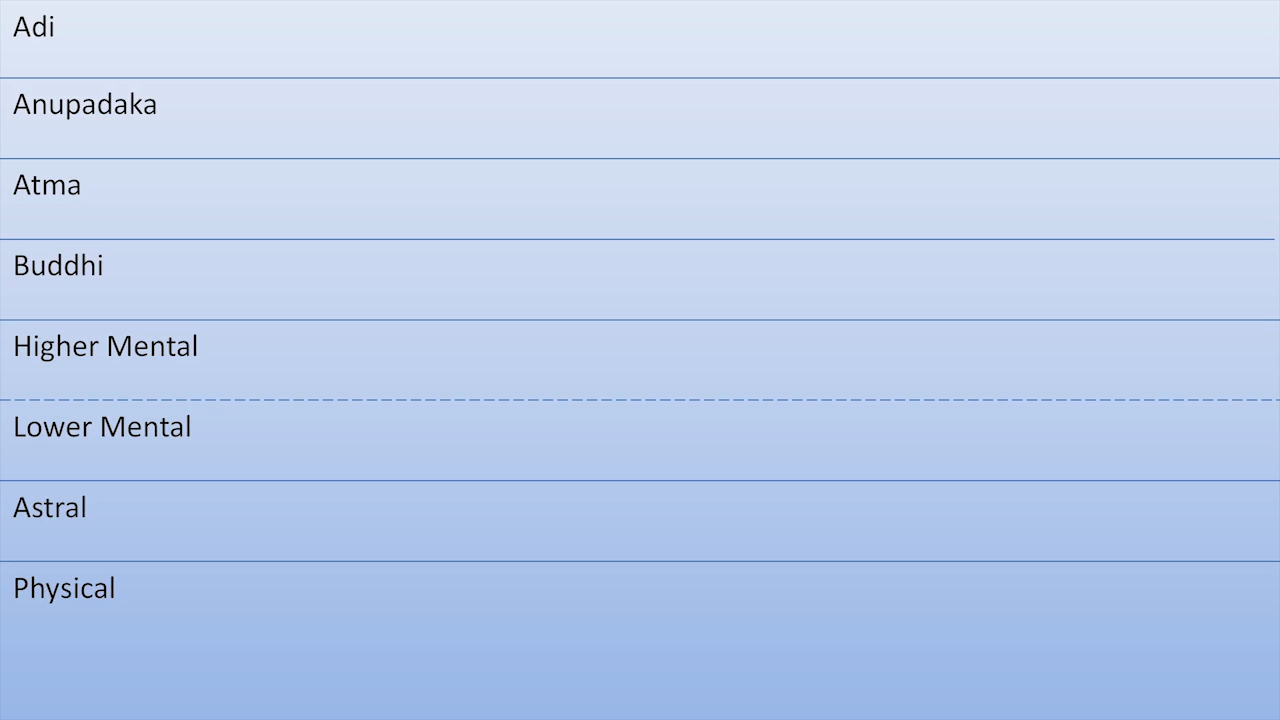 Adi
Anupadaka
Atma
Buddhi
Higher Mental
Lower Mental
Astral
Physical